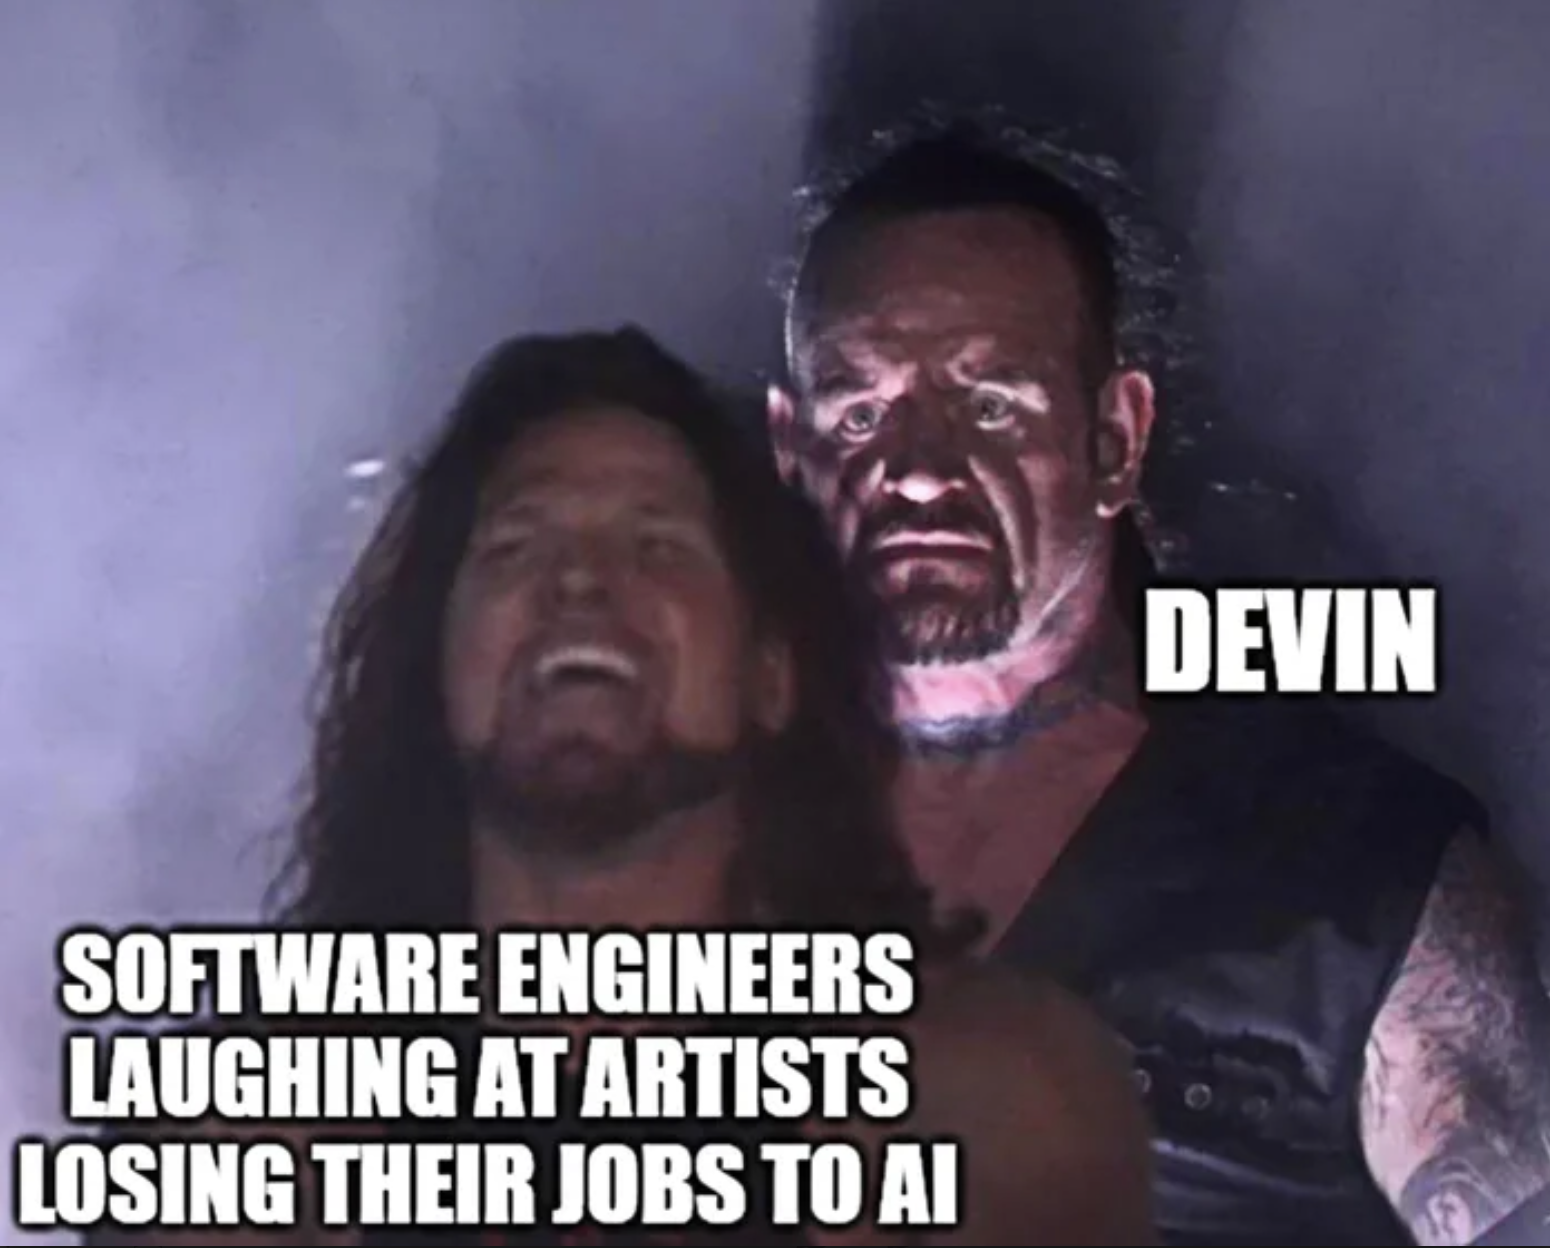 DEVIN
SOFTWARE ENGINEERS
LAUGHING AT ARTISTS
LOSING THEIR JOBS TO AI